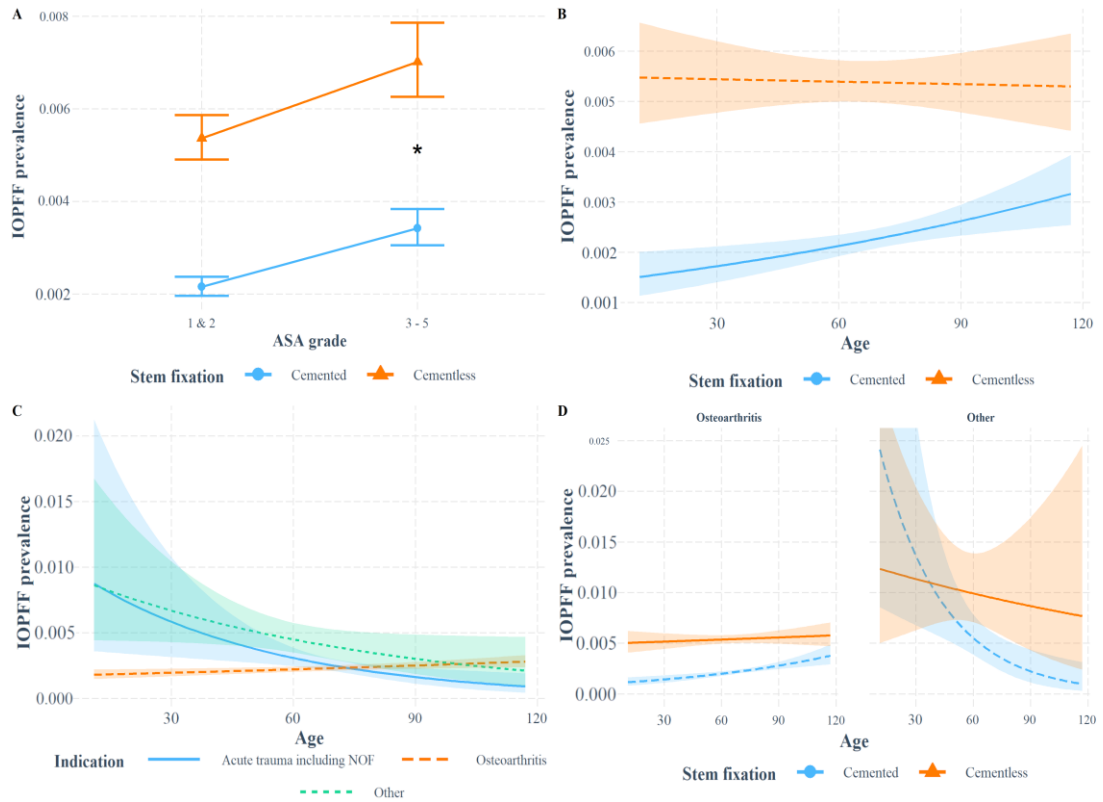 A
IOPFF prevalence
0.008
0.006
0.004
0.002
*
1 & 2
3 - 5
ASA grade
Stem fixation Cemented Cementless
B
IOPFF prevalence
0.006
0.005
0.004
0.003
0.002
0.001
30 60 90 120
Age
Stem fixation Cemented Cementless
C
IOPFF prevalence
0.020
0.015
0.010
0.005
0.000
30 60 90 120
Age
Indication Acute trauma including NOF Osteoarthritis
Other
D
Osteoarthritis Other
IOPFF prevalence
0.025
0.020
0.015
0.010
0.005
0.000
30 60 90 120 30 60 90 120
Age
Stem fixation Cemented Cementless